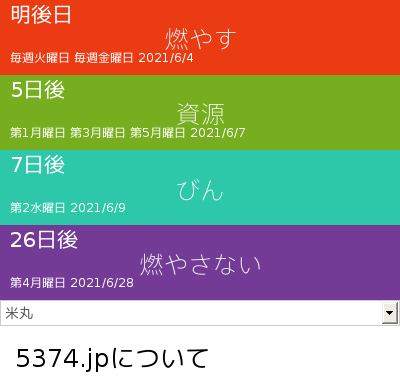 明後日
燃やす
毎週火曜日 毎週金曜日 2021/6/4
5日後
資源
第1月曜日 第3月曜日 第5月曜日 2021/6/7
7日後
びん
第2水曜日 2021/6/9
26日後
燃やさない
第4月曜日 2021/6/28
米丸
5374.jpについて